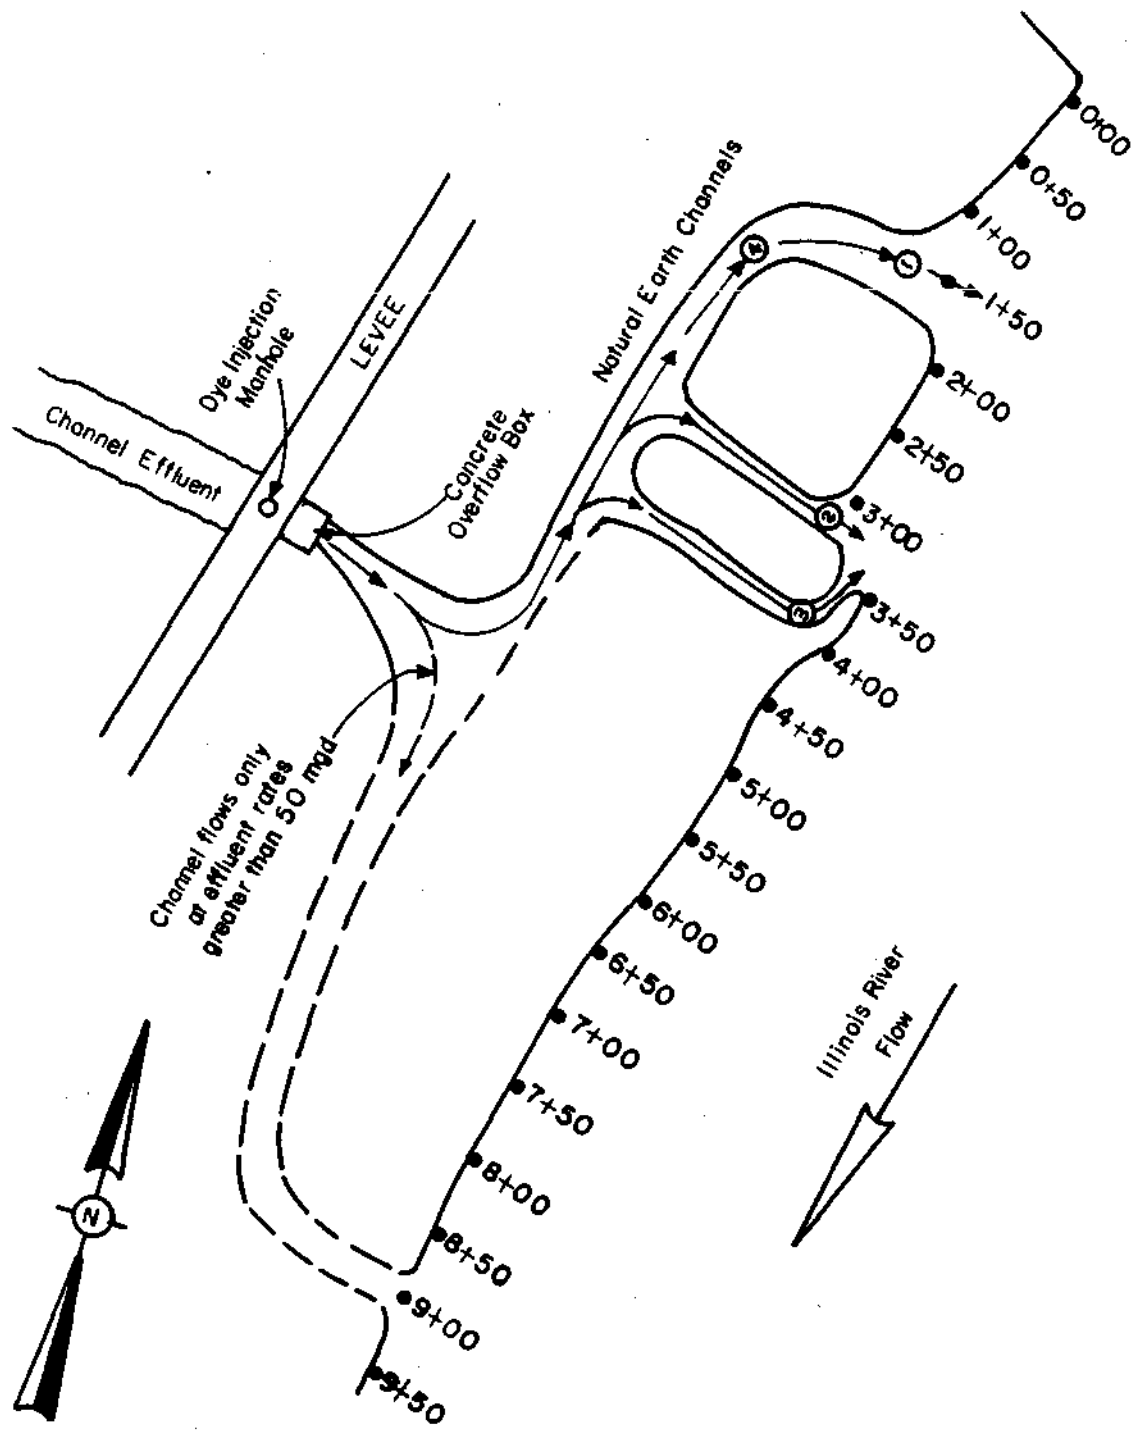 0+00
0+50
1+00
1+50
2+00
2+50
3+00
3+50
4+00
4+50
5+00
5+50
6+00
6+50
7+00
7+50
8+00
8+50
9+00
9+50
Natural Earth Channels
4
1
2
3
LEVEE
Dye Injection
Manhole
Channel Effluent
Concrete
Overflow Box
Channel flows only
at effluent rates
greater than 50 mgd
Illinois River
Flow
N